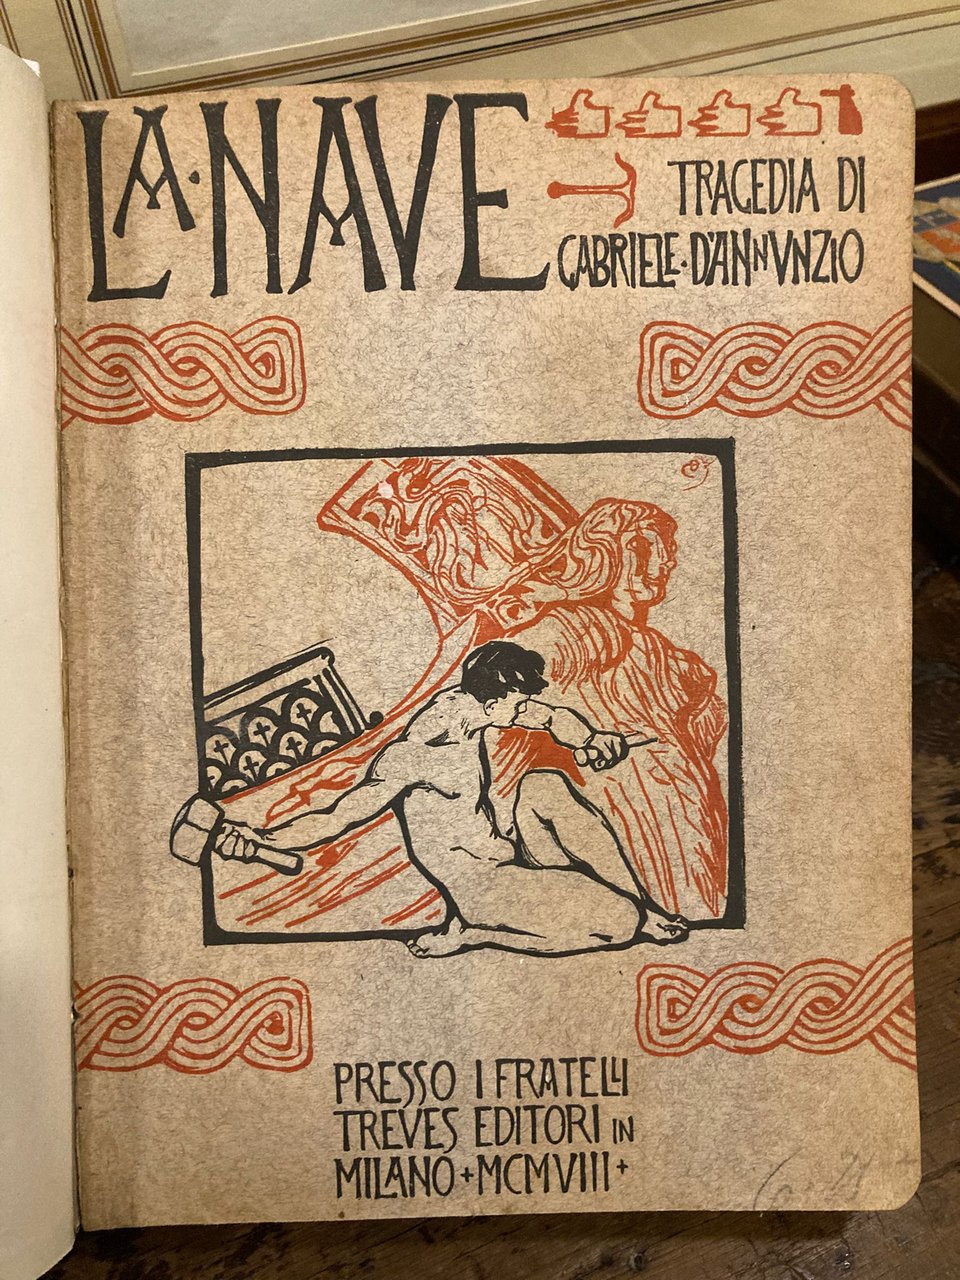 LA·NAVE
TRAGEDIA DI
GABRIELE·D'ANNVNZIO
PRESSO I FRATELLI
TREVES EDITORI IN
MILANO+MCMVIII+